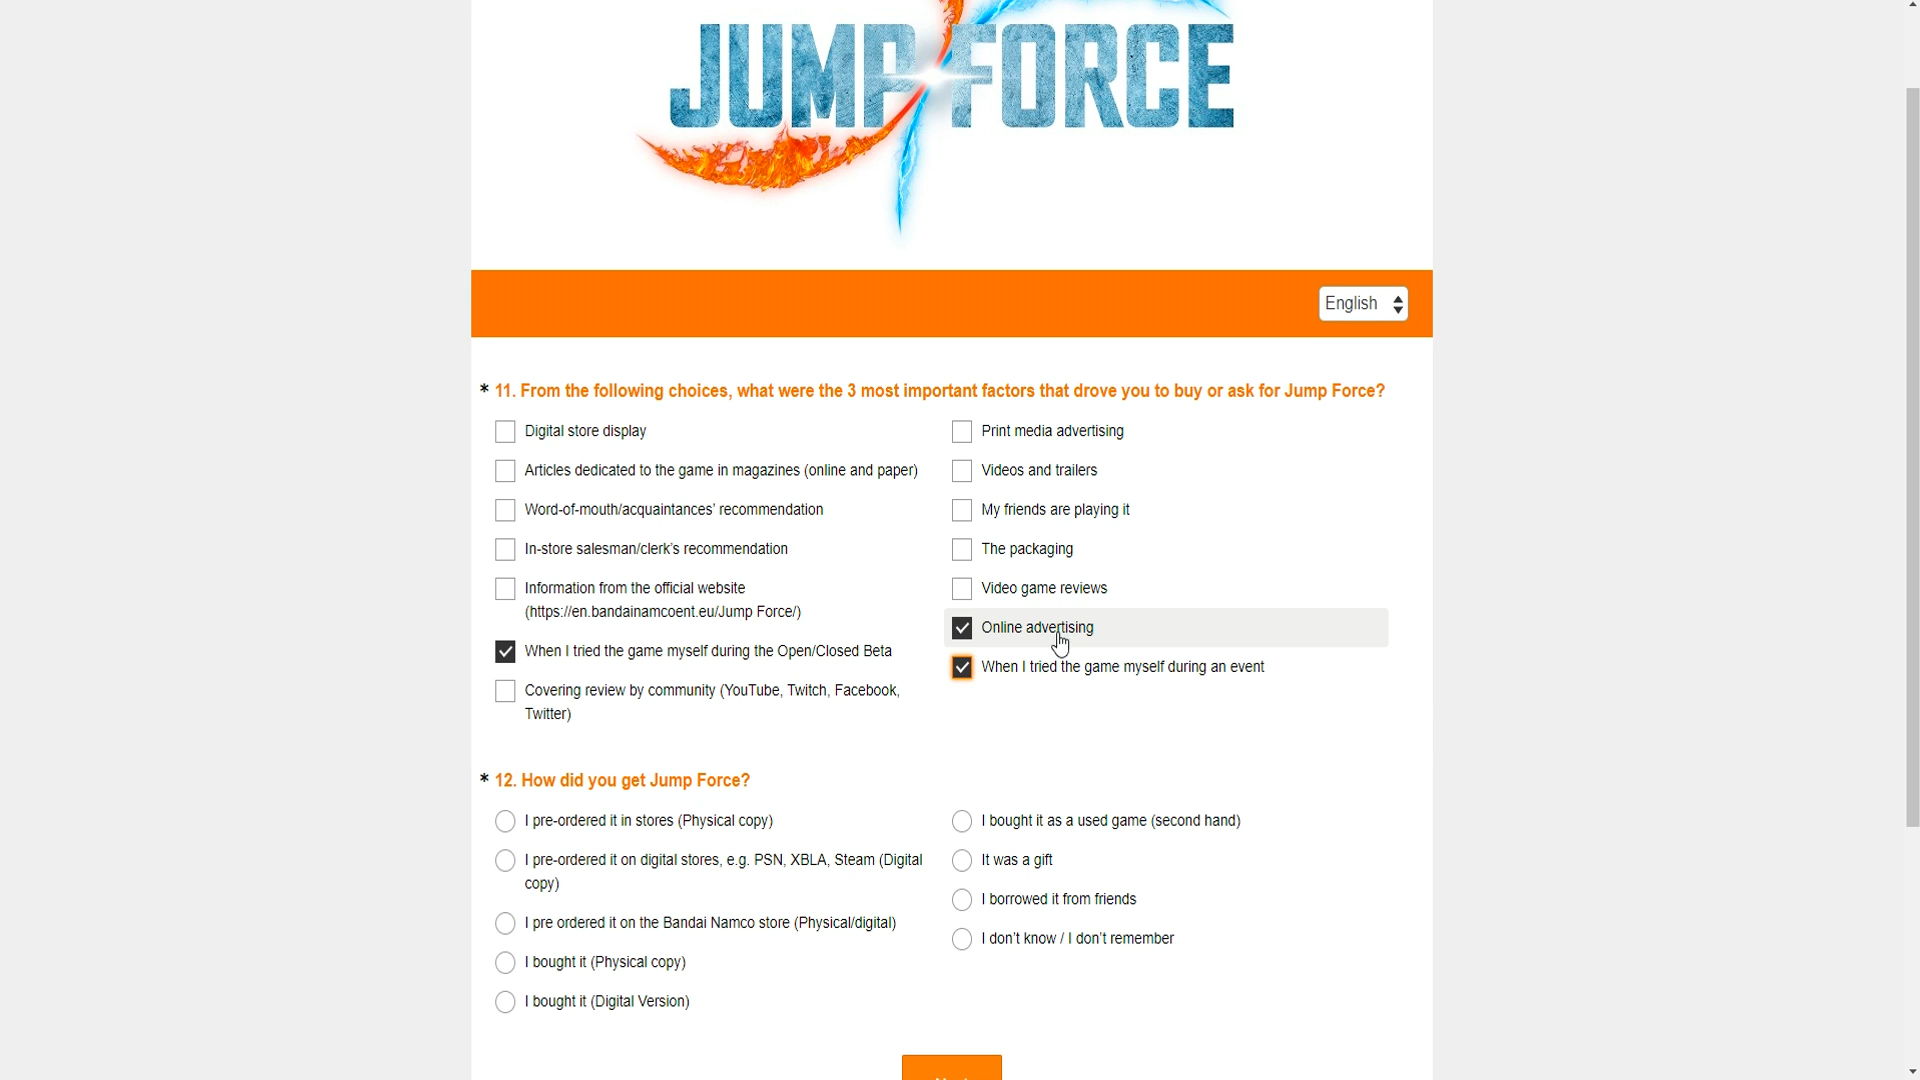 JUMP FORCE
English
* 11. From the following choices, what were the 3 most important factors that drove you to buy or ask for Jump Force?
Digital store display
Articles dedicated to the game in magazines (online and paper)
Word-of-mouth/acquaintances' recommendation
In-store salesman/clerk's recommendation
Information from the official website
(https://en.bandainamcoent.eu/Jump Force/)
When I tried the game myself during the Open/Closed Beta
Covering review by community (YouTube, Twitch, Facebook,
Twitter)
Print media advertising
Videos and trailers
My friends are playing it
The packaging
Video game reviews
Online advertising
When I tried the game myself during an event
* 12. How did you get Jump Force?
I pre-ordered it in stores (Physical copy)
I pre-ordered it on digital stores, e.g. PSN, XBLA, Steam (Digital
copy)
I pre ordered it on the Bandai Namco store (Physical/digital)
I bought it (Physical copy)
I bought it (Digital Version)
I bought it as a used game (second hand)
It was a gift
I borrowed it from friends
I don't know / I don't remember